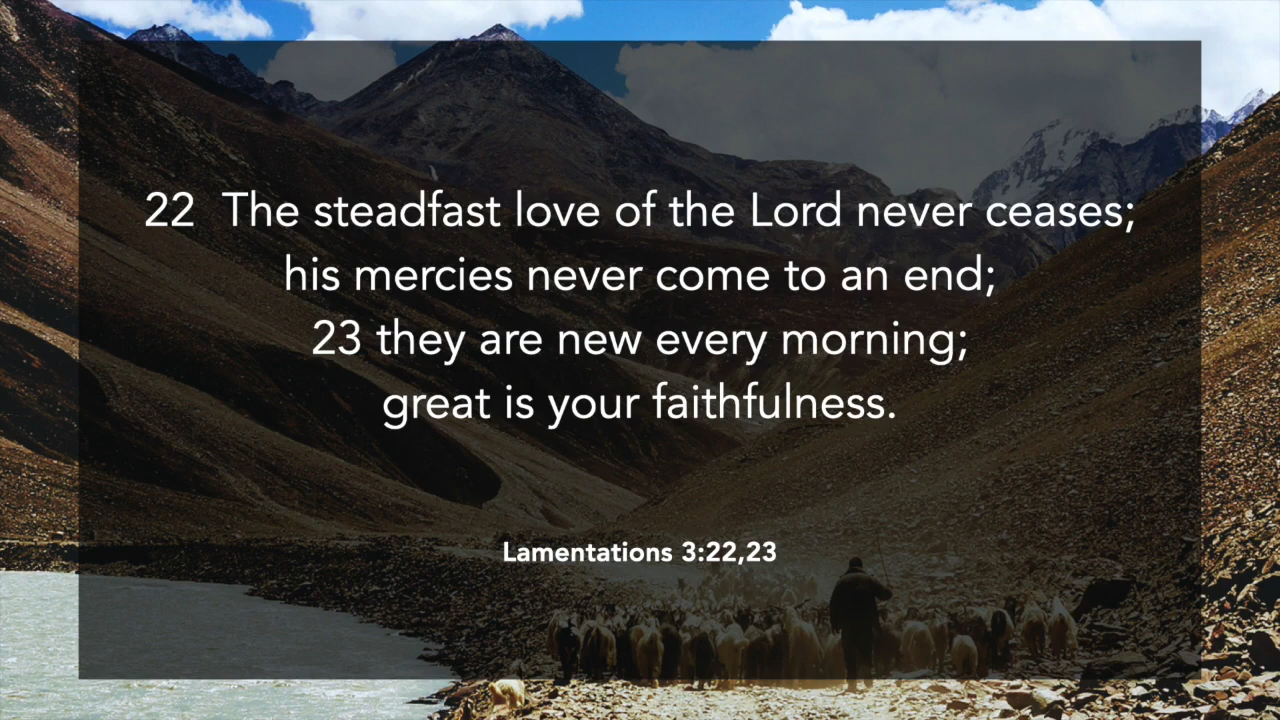 22 The steadfast love of the Lord never ceases;
his mercies never come to an end;
23 they are new every morning;
great is your faithfulness.
Lamentations 3:22,23